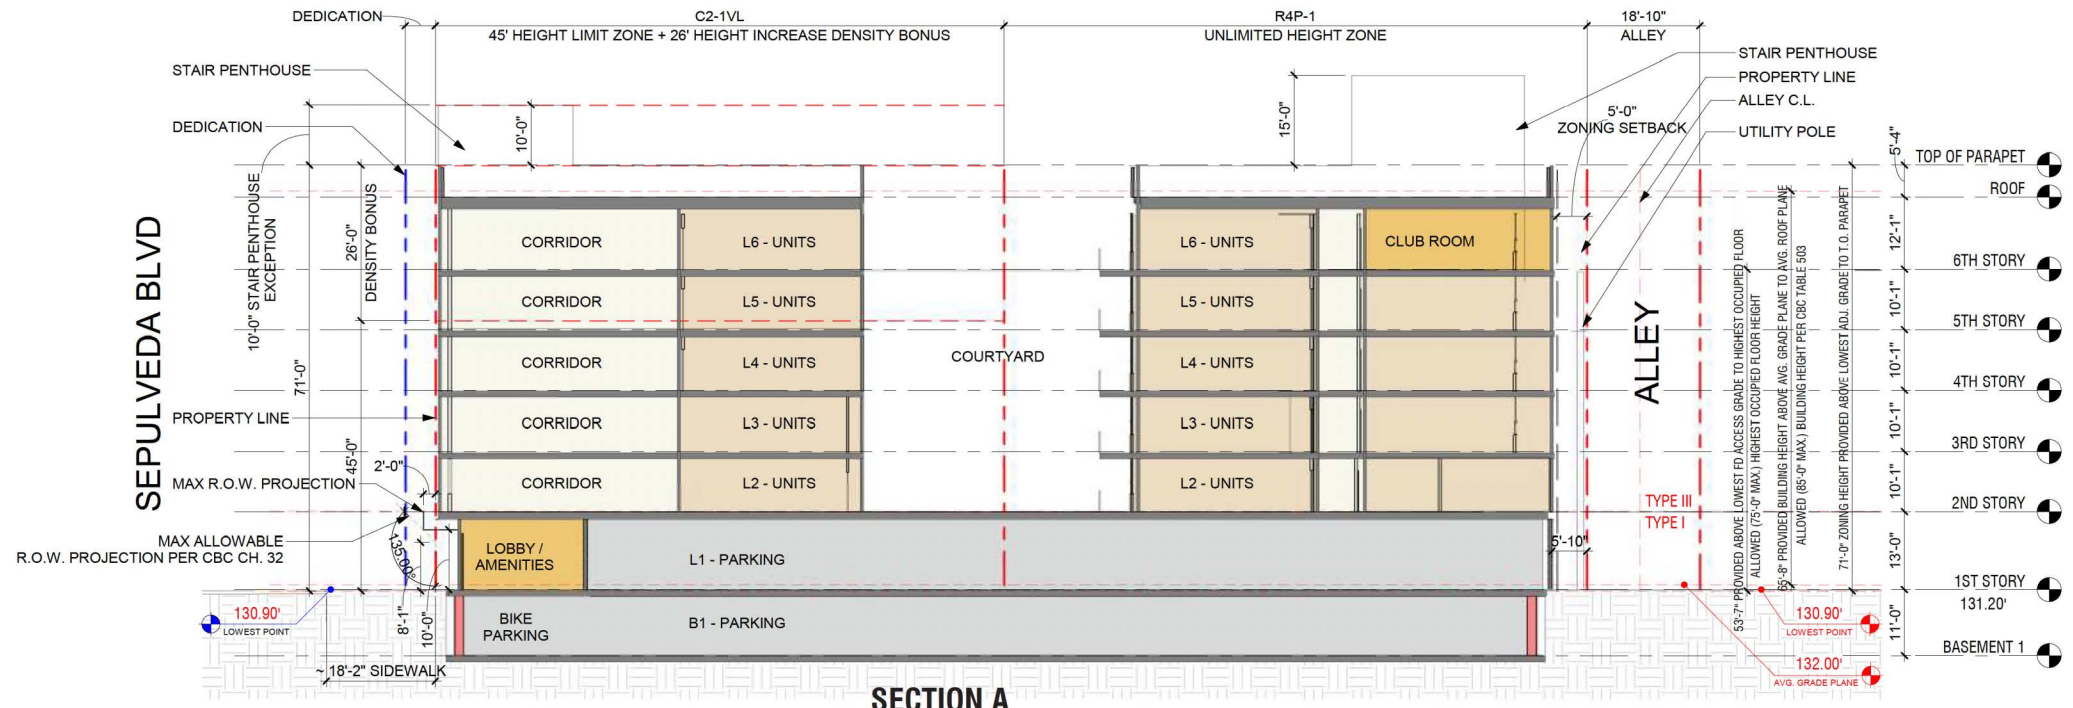 DEDICATION
C2-1VL
45' HEIGHT LIMIT ZONE + 26' HEIGHT INCREASE DENSITY BONUS
R4P-1
UNLIMITED HEIGHT ZONE
18'-10"
ALLEY
STAIR PENTHOUSE
DEDICATION
10'-0" STAIR PENTHOUSE
EXCEPTION
71'-0"
26'-0"
DENSITY BONUS
45'-0"
10'-0"
15'-0"
STAIR PENTHOUSE
PROPERTY LINE
ALLEY C.L.
UTILITY POLE
5'-0"
ZONING SETBACK
SEPULVEDA BLVD
PROPERTY LINE
2'-0"
MAX R.O.W. PROJECTION
MAX ALLOWABLE
R.O.W. PROJECTION PER CBC CH. 32
135.00°
8'-1"
10'-0"
130.90'
LOWEST POINT
~ 18'-2" SIDEWALK
CORRIDOR
L6 - UNITS
L6 - UNITS
CLUB ROOM
CORRIDOR
L5 - UNITS
L5 - UNITS
CORRIDOR
L4 - UNITS
COURTYARD
L4 - UNITS
CORRIDOR
L3 - UNITS
L3 - UNITS
CORRIDOR
L2 - UNITS
L2 - UNITS
LOBBY /
AMENITIES
L1 - PARKING
BIKE
PARKING
B1 - PARKING
5'-10"
ALLEY
TYPE III
TYPE I
53'-7" PROVIDED ABOVE LOWEST FD ACCESS GRADE TO HIGHEST OCCUPIED FLOOR
ALLOWED (75'-0" MAX.) HIGHEST OCCUPIED FLOOR HEIGHT
65'-8" PROVIDED BUILDING HEIGHT ABOVE AVG. GRADE PLANE TO AVG. ROOF PLANE
ALLOWED (85'-0" MAX.) BUILDING HEIGHT PER CBC TABLE 503
71'-0" ZONING HEIGHT PROVIDED ABOVE LOWEST ADJ. GRADE TO T.O. PARAPET
5'-4"
12'-1"
10'-1"
10'-1"
10'-1"
10'-1"
13'-0"
11'-0"
TOP OF PARAPET
ROOF
6TH STORY
5TH STORY
4TH STORY
3RD STORY
2ND STORY
1ST STORY
131.20'
BASEMENT 1
130.90'
LOWEST POINT
132.00'
AVG. GRADE PLANE
SECTION A